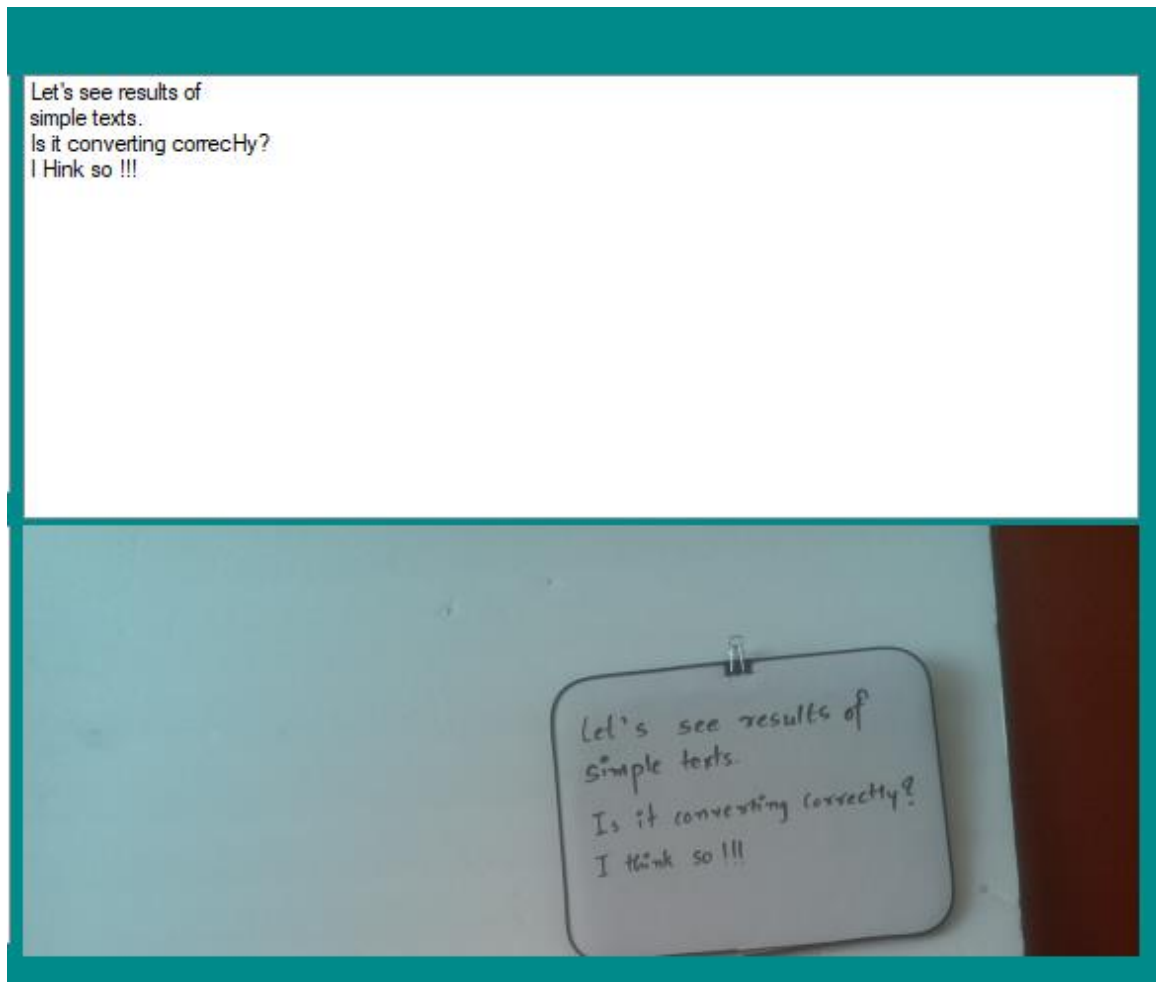 Let's see results of
simple texts.
Is it converting correcHy?
I Hink so !!!
Let's see results of
simple texts.
Is it converting correctly?
I think so !!!